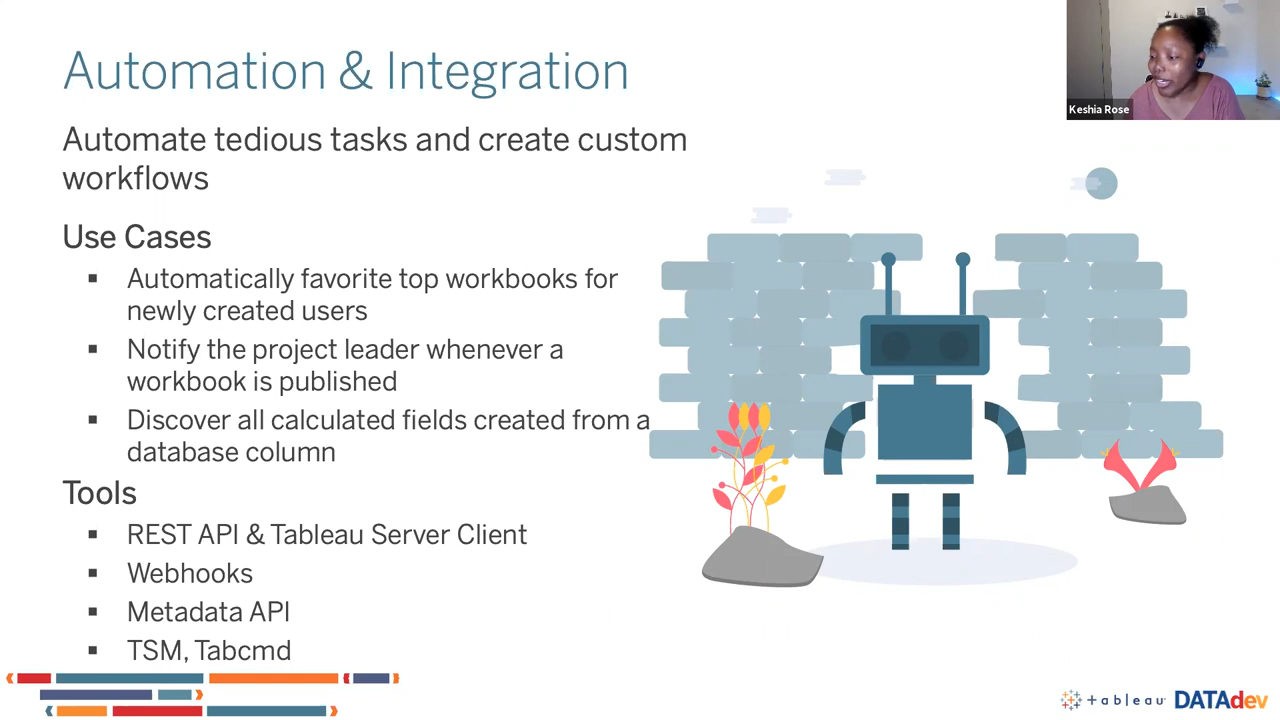 Automation & Integration
Keshia Rose
Automate tedious tasks and create custom
workflows
Use Cases
▪ Automatically favorite top workbooks for
newly created users
▪ Notify the project leader whenever a
workbook is published
▪ Discover all calculated fields created from a
database column
Tools
▪ REST API & Tableau Server Client
▪ Webhooks
▪ Metadata API
▪ TSM, Tabcmd
tableau DATAdev